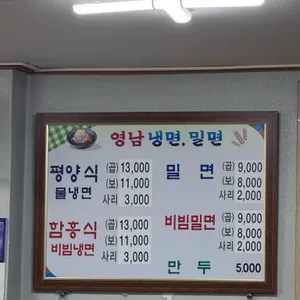 영남 냉면.밀면
평양식 물냉면
(곱) 13,000
(보) 11,000
사리 3,000
함흥식 비빔냉면
(곱) 13,000
(보) 11,000
사리 3,000
밀면
(곱) 9,000
(보) 8,000
사리 2,000
비빔밀면
(곱) 9,000
(보) 8,000
사리 2,000
만두 5,000